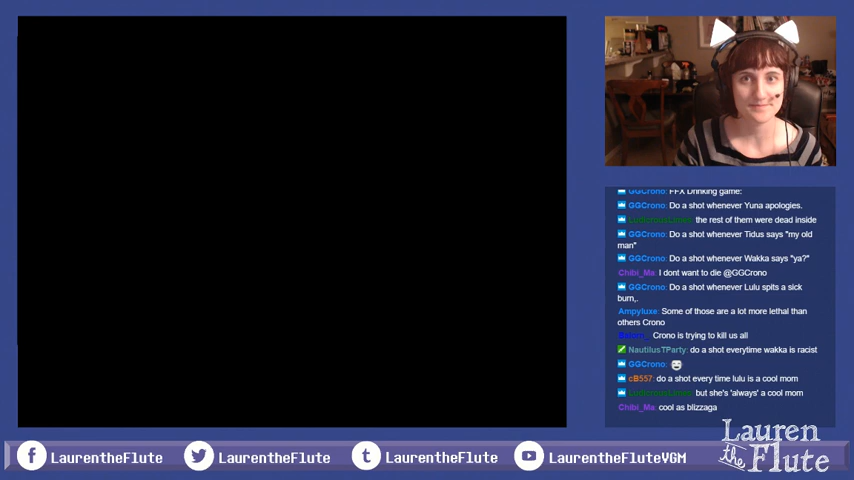 GGCrono: FFX Drinking game:
GGCrono: Do a shot whenever Yuna apologies.
the rest of them were dead inside
GGCrono: Do a shot whenever Tidus says "my old
man"
GGCrono: Do a shot whenever Wakka says "ya?"
Chibi_Ma: I dont want to die @GGCrono
GGCrono: Do a shot whenever Lulu spits a sick
burn,.
Ampyluxe: Some of those are a lot more lethal than
others Crono
Crono is trying to kill us all
NautilusTParty: do a shot everytime wakka is racist
GGCrono:
cB557: do a shot every time lulu is a cool mom
but she's 'always' a cool mom
Chibi_Ma: cool as blizzaga
Lauren
the Flute
LaurentheFlute
LaurentheFlute
LaurentheFlute
LaurentheFluteVGM